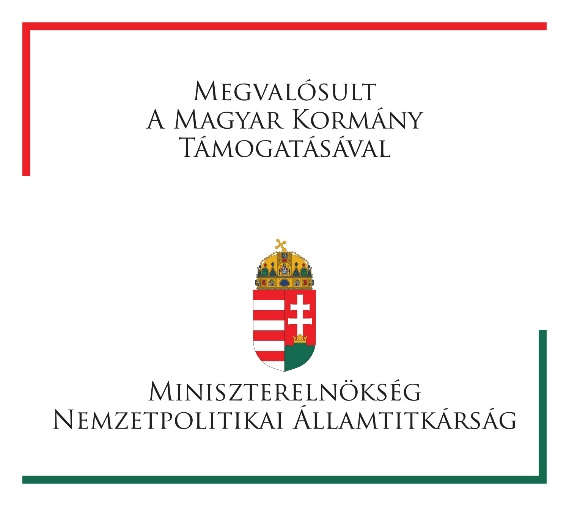 Megvalósult
A Magyar Kormány
Támogatásával
Miniszterelnökség
Nemzetpolitikai Államtitkárság